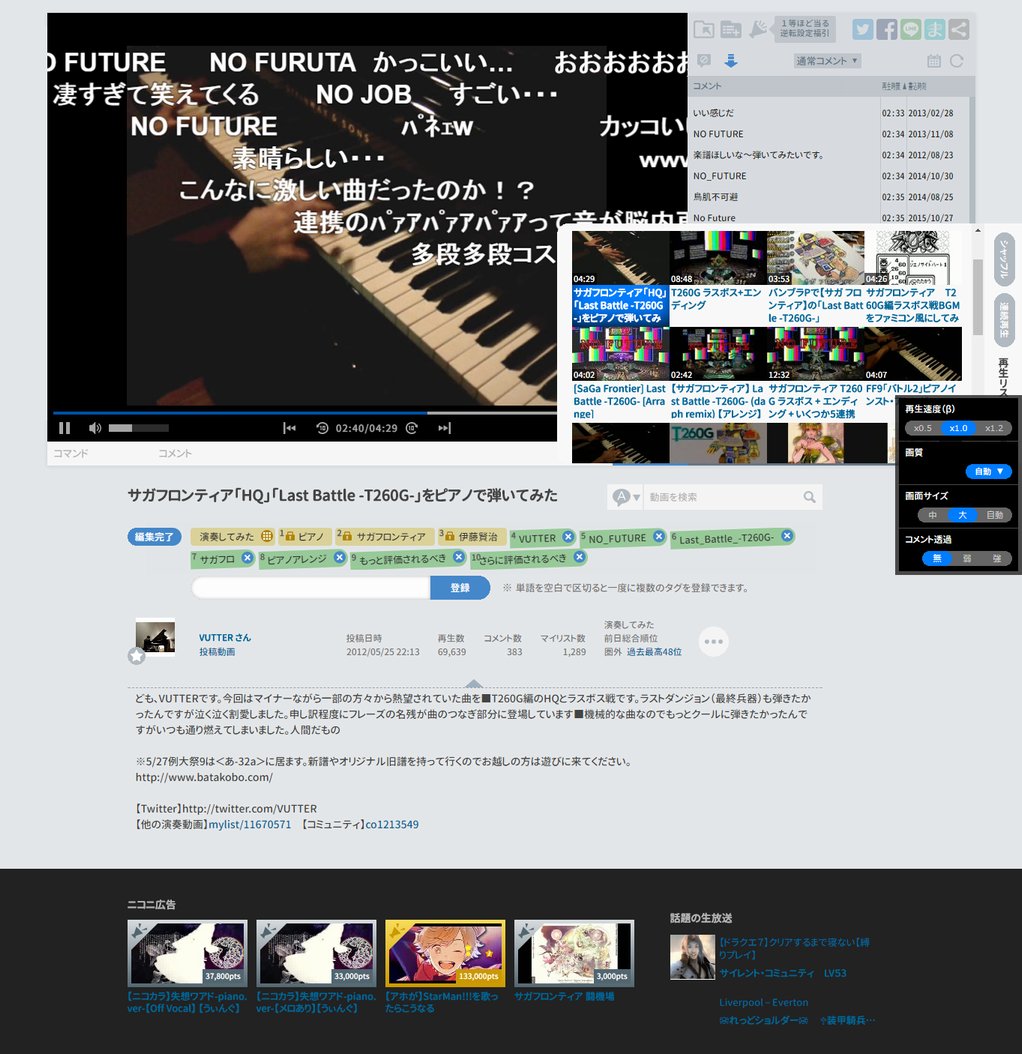 O FUTURE NO FURUTA かっこいい… おおおおおお
凄すぎて笑えてくる NO JOB すごい・・・
NO FUTURE ﾊﾟﾈｪw カッコい
素晴らしい・・・ www
こんなに激しい曲だったのか！？
連携のﾊﾟｧｱﾊﾟｧｱﾊﾟｧｱって音が脳内再
多段多段コス
02:40/04:29
コマンド コメント
１等ほど当る
逆転設定福引
通常コメント ▼
コメント 再生時間 ▲ 書込時刻
いい感じだ 02:33 2013/02/28
NO FUTURE 02:34 2013/11/08
楽譜ほしいな～弾いてみたいです。 02:34 2012/08/23
NO_FUTURE 02:34 2014/10/30
鳥肌不可避 02:35 2014/08/25
No Future 02:35 2015/10/27
04:29 08:48 03:53 04:26
サガフロンティア｢HQ｣｢Last Battle -T260G-｣をピアノで弾いてみ
T260G ラスボス+エンディング
バンブラPで【サガ フロンティア】の｢Last Battle -T260G-｣
サガフロンティア　T260G編ラスボス戦BGMをファミコン風にしてみ
04:02 02:42 12:32 04:07
[SaGa Frontier] Last Battle -T260G- [Arrange]
【サガフロンティア】 Last Battle -T260G- (daph remix) 【アレンジ】
サガフロンティア T260G ラスボス + エンディング + いくつか5連携
FF9｢バトル2｣ピアノインスト・
T260G
シャッフル
連続再生
再生リス
再生速度（β）
x0.5 x1.0 x1.2
画質
自動 ▼
画面サイズ
中 大 自動
コメント透過
無 弱 強
サガフロンティア｢HQ｣｢Last Battle -T260G-｣をピアノで弾いてみた
A ▼ 動画を検索
編集完了 演奏してみた 1 ピアノ 2 サガフロンティア 3 伊藤賢治 4 VUTTER 5 NO_FUTURE 6 Last_Battle_-T260G-
7 サガフロ 8 ピアノアレンジ 9 もっと評価されるべき 10 さらに評価されるべき
登録 ※ 単語を空白で区切ると一度に複数のタグを登録できます。
VUTTER さん
投稿動画
投稿日時
2012/05/25 22:13
再生数
69,639
コメント数
383
マイリスト数
1,289
演奏してみた
前日総合順位
圏外 過去最高48位
ども、VUTTERです。今回はマイナーながら一部の方々から熱望されていた曲を■T260G編のHQとラスボス戦です。ラストダンジョン（最終兵器）も弾きたか
ったんですが泣く泣く割愛しました。申し訳程度にフレーズの名残が曲のつなぎ部分に登場しています■機械的な曲なのでもっとクールに弾きたかったんで
すがいつも通り燃えてしまいました。人間だもの
※5/27例大祭9は＜あ-32a＞に居ます。新譜やオリジナル旧譜を持って行くのでお越しの方は遊びに来てください。
http://www.batakobo.com/
【Twitter】http://twitter.com/VUTTER
【他の演奏動画】mylist/11670571　【コミュニティ】co1213549
ニコニ広告
37,800pts 33,000pts 133,000pts 3,000pts
【ニコカラ】失想ワアド-piano.
ver-【Off Vocal】【うぃんぐ】
【ニコカラ】失想ワアド-piano.
ver-【メロあり】【うぃんぐ】
【アホが】StarMan!!!を歌っ
たらこうなる
サガフロンティア 闘機場
話題の生放送
【ドラクエ７】クリアするまで寝ない【縛
りプレイ】
サイレント・コミュニティ　LV53
Liverpool – Everton
れっどショルダー　†装甲騎兵…